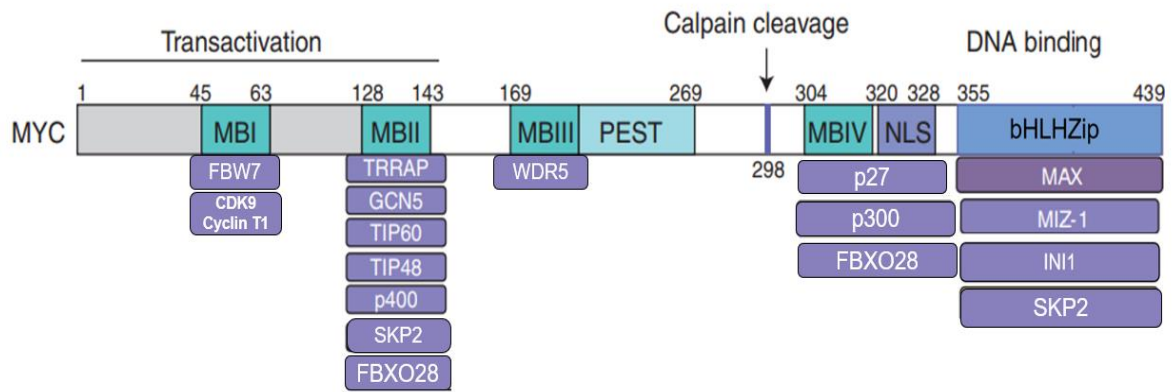 Calpain cleavage
Transactivation DNA binding
1 45 63 128 143 169 269 304 320 328 355 439
MYC MBI MBII MBIII PEST MBIV NLS bHLHZip
298
FBW7 TRRAP WDR5 p27 MAX
CDK9
Cyclin T1
GCN5 p300 MIZ-1
TIP60 FBXO28 INI1
TIP48 SKP2
p400
SKP2
FBXO28